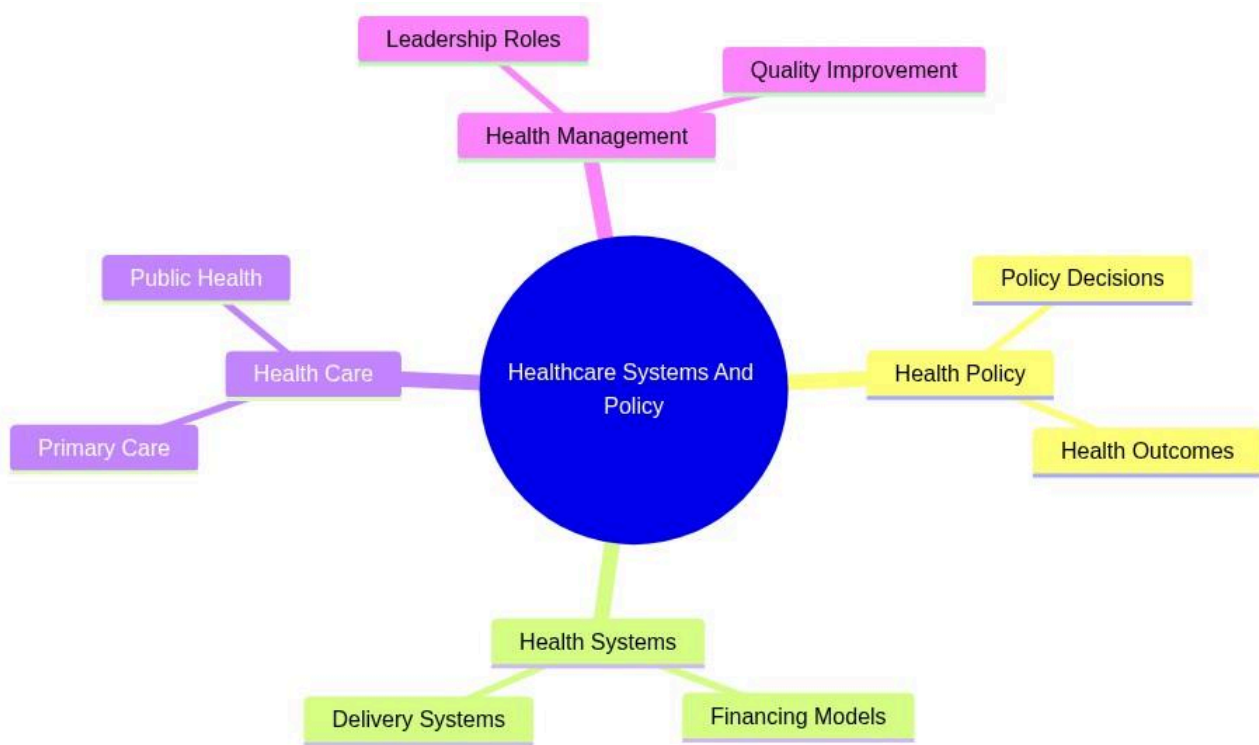 Leadership Roles
Quality Improvement
Health Management
Public Health
Policy Decisions
Health Care
Healthcare Systems And
Policy
Health Policy
Primary Care
Health Outcomes
Health Systems
Delivery Systems
Financing Models